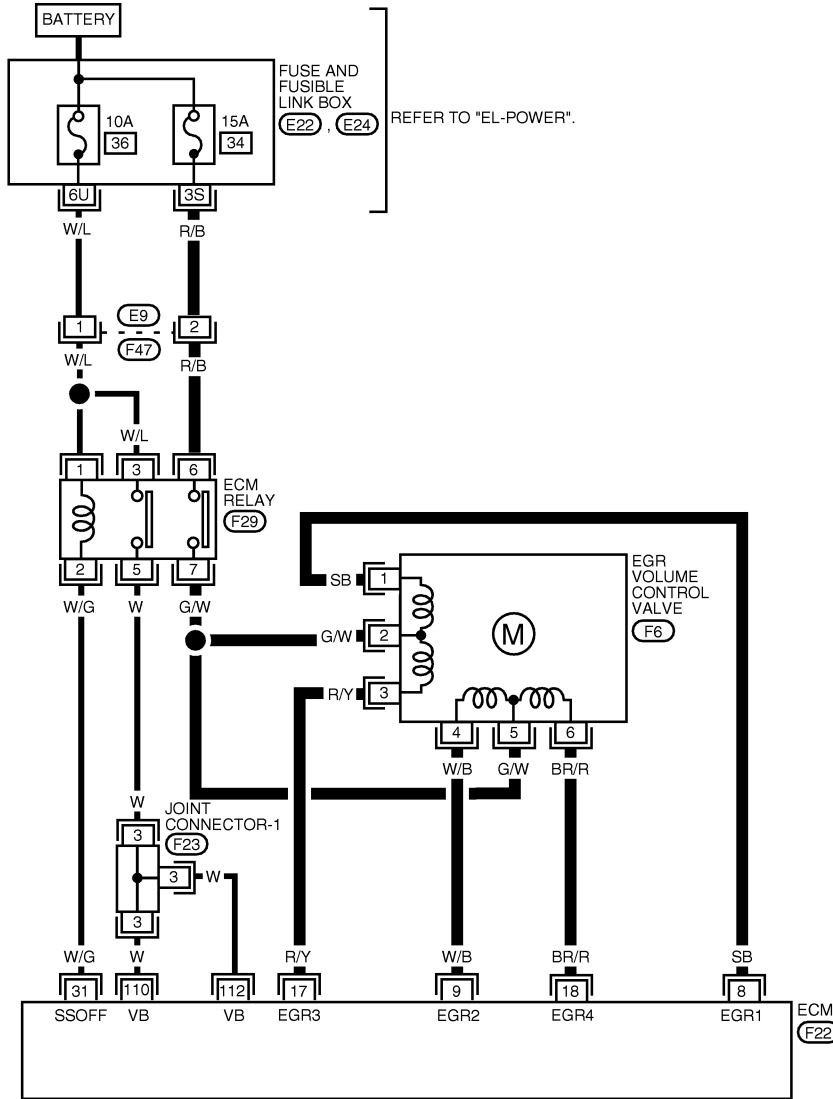 BATTERY
FUSE AND
FUSIBLE
LINK BOX
E22 , E24
REFER TO "EL-POWER".
10A
36
15A
34
6U
3S
W/L
R/B
1
E9
2
F47
W/L
R/B
W/L
1
3
6
ECM
RELAY
F29
2
5
7
W/G
W
G/W
SB
1
G/W
2
R/Y
3
M
EGR
VOLUME
CONTROL
VALVE
F6
4
5
6
W/B
G/W
BR/R
W
JOINT
CONNECTOR-1
F23
3
3
W
3
W/G
W
R/Y
W/B
BR/R
SB
31
110
112
17
9
18
8
SSOFF
VB
VB
EGR3
EGR2
EGR4
EGR1
ECM
F22